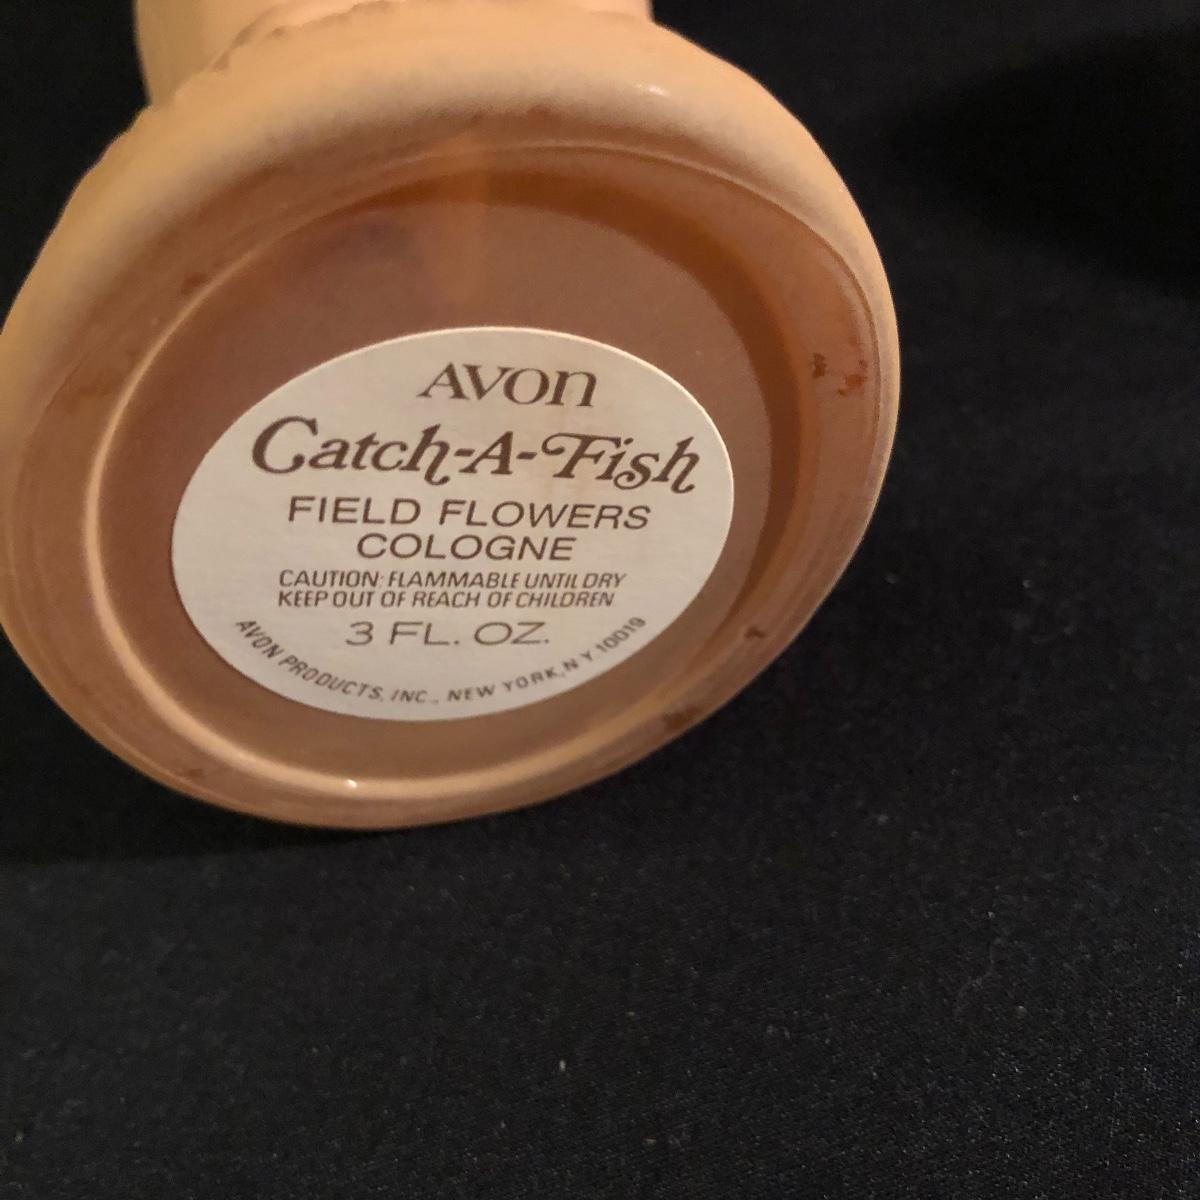 AVON
Catch-A-Fish
FIELD FLOWERS
COLOGNE
CAUTION: FLAMMABLE UNTIL DRY
KEEP OUT OF REACH OF CHILDREN
3 FL. OZ.
AVON PRODUCTS, INC., NEW YORK, N Y 10019